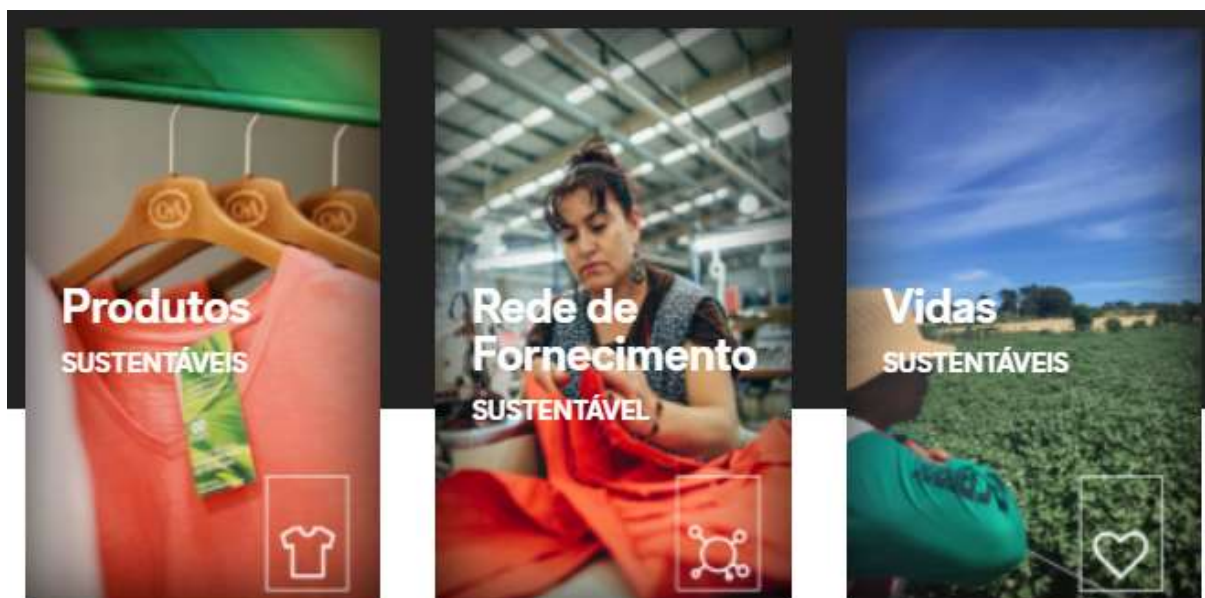 C&A
C&A
C&A
Produtos
SUSTENTÁVEIS
Rede de
Fornecimento
SUSTENTÁVEL
Vidas
SUSTENTÁVEIS